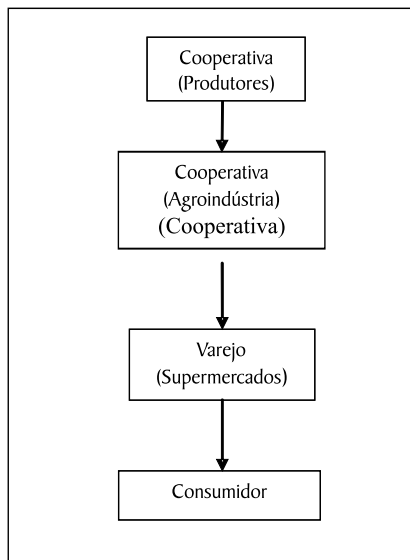 Cooperativa
(Produtores)
Cooperativa
(Agroindústria)
(Cooperativa)
Varejo
(Supermercados)
Consumidor